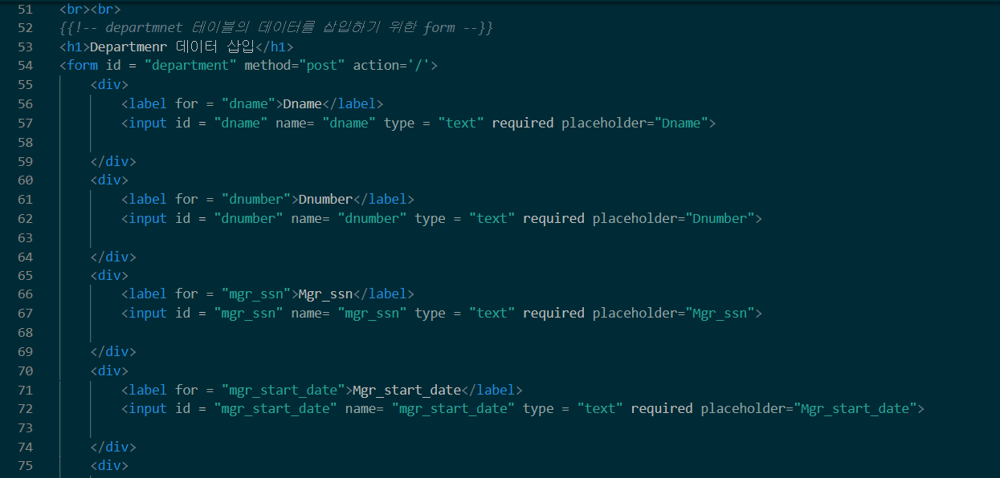 51 <br><br>
52 {{!-- departmnet 테이블의 데이터를 삽입하기 위한 form --}}
53 <h1>Departmenr 데이터 삽입</h1>
54 <form id = "department" method="post" action='/'>
55 <div>
56 <label for = "dname">Dname</label>
57 <input id = "dname" name= "dname" type = "text" required placeholder="Dname">
58
59 </div>
60 <div>
61 <label for = "dnumber">Dnumber</label>
62 <input id = "dnumber" name= "dnumber" type = "text" required placeholder="Dnumber">
63
64 </div>
65 <div>
66 <label for = "mgr_ssn">Mgr_ssn</label>
67 <input id = "mgr_ssn" name= "mgr_ssn" type = "text" required placeholder="Mgr_ssn">
68
69 </div>
70 <div>
71 <label for = "mgr_start_date">Mgr_start_date</label>
72 <input id = "mgr_start_date" name= "mgr_start_date" type = "text" required placeholder="Mgr_start_date">
73
74 </div>
75 <div>